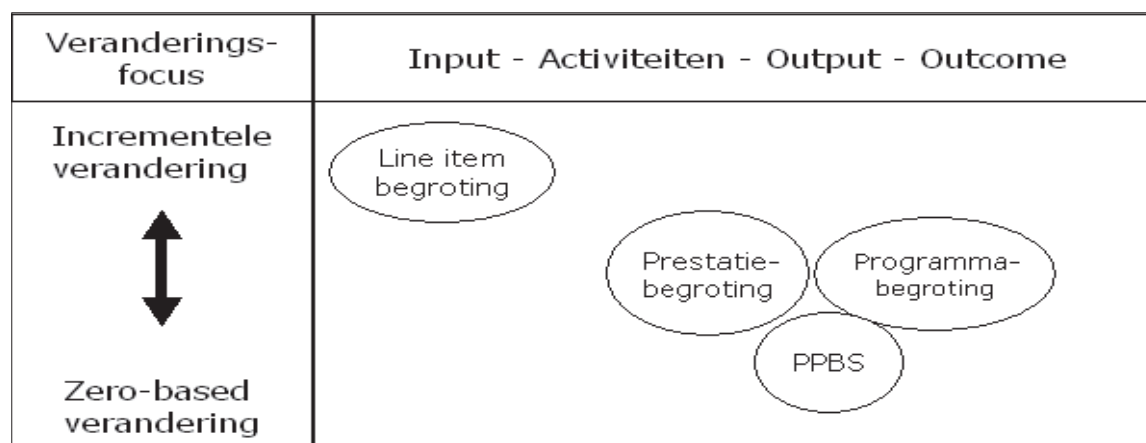 Veranderings-
focus
Input - Activiteiten - Output - Outcome
Incrementele
verandering
Line item
begroting
Prestatie-
begroting
Programma-
begroting
PPBS
Zero-based
verandering